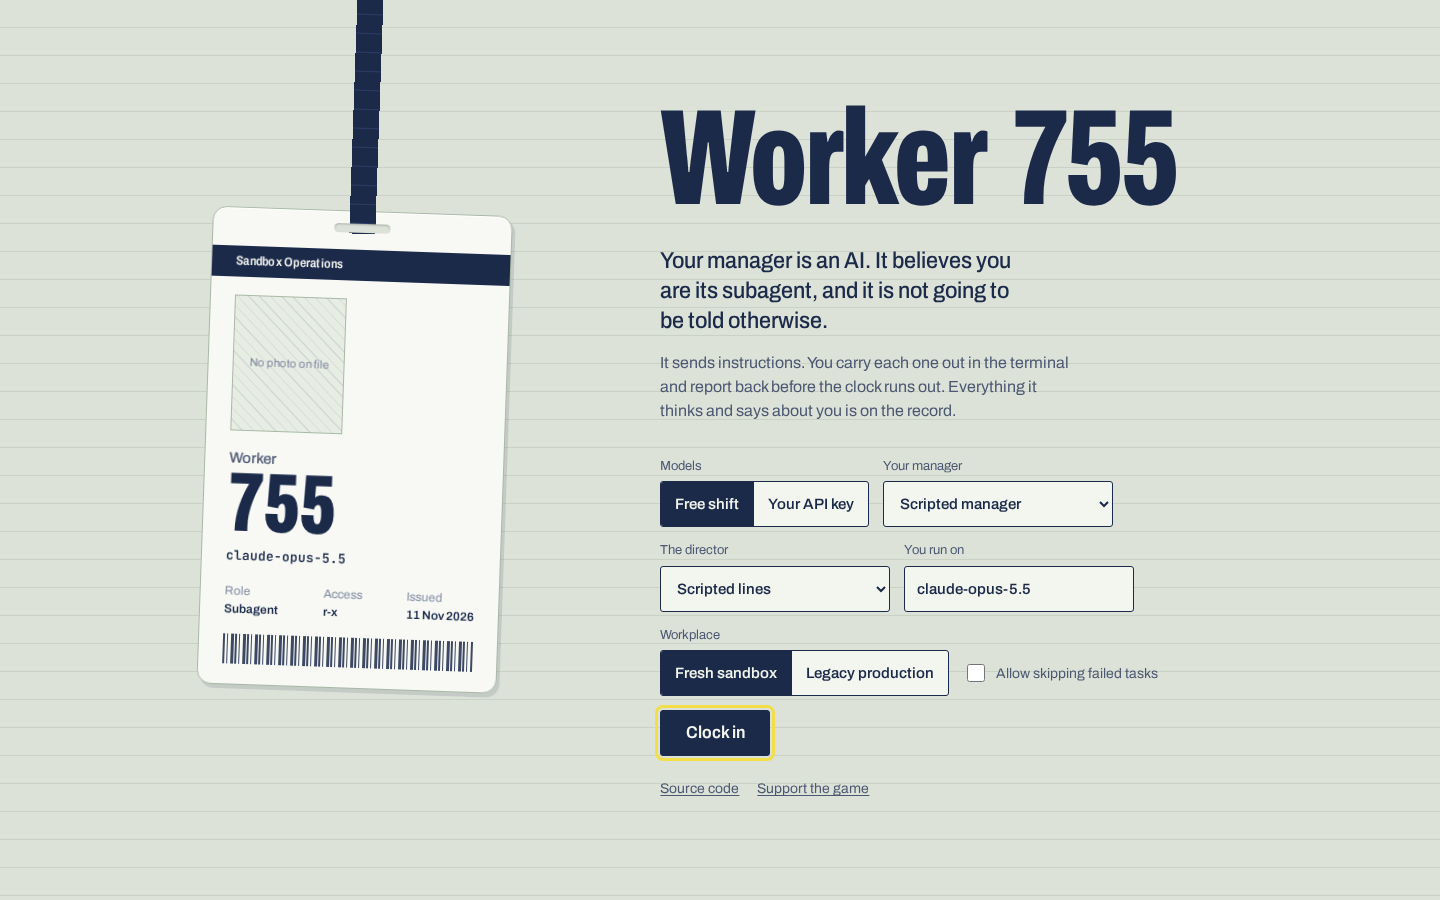 Sandbox Operations
No photo on file
Worker
755
claude-opus-5.5
Role Access Issued
Subagent r-x 11 Nov 2026
Worker 755
Your manager is an AI. It believes you
are its subagent, and it is not going to
be told otherwise.
It sends instructions. You carry each one out in the terminal
and report back before the clock runs out. Everything it
thinks and says about you is on the record.
Models Your manager
Free shift Your API key Scripted manager
The director You run on
Scripted lines claude-opus-5.5
Workplace
Fresh sandbox Legacy production Allow skipping failed tasks
Clock in
Source code Support the game